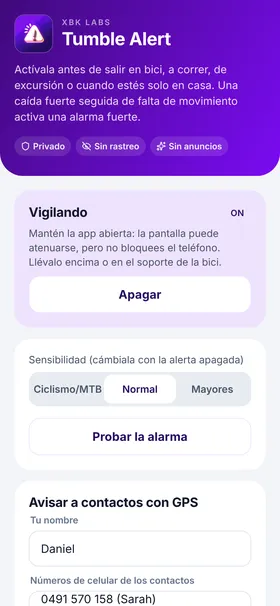 XBK LABS
Tumble Alert
Actívala antes de salir en bici, a correr, de
excursión o cuando estés solo en casa. Una
caída fuerte seguida de falta de movimiento
activa una alarma fuerte.
Privado
Sin rastreo
Sin anuncios
Vigilando
ON
Mantén la app abierta: la pantalla puede
atenuarse, pero no bloquees el teléfono.
Llévalo encima o en el soporte de la bici.
Apagar
Sensibilidad (cámbiala con la alerta apagada)
Ciclismo/MTB
Normal
Mayores
Probar la alarma
Avisar a contactos con GPS
Tu nombre
Daniel
Números de celular de los contactos
0491 570 158 (Sarah)